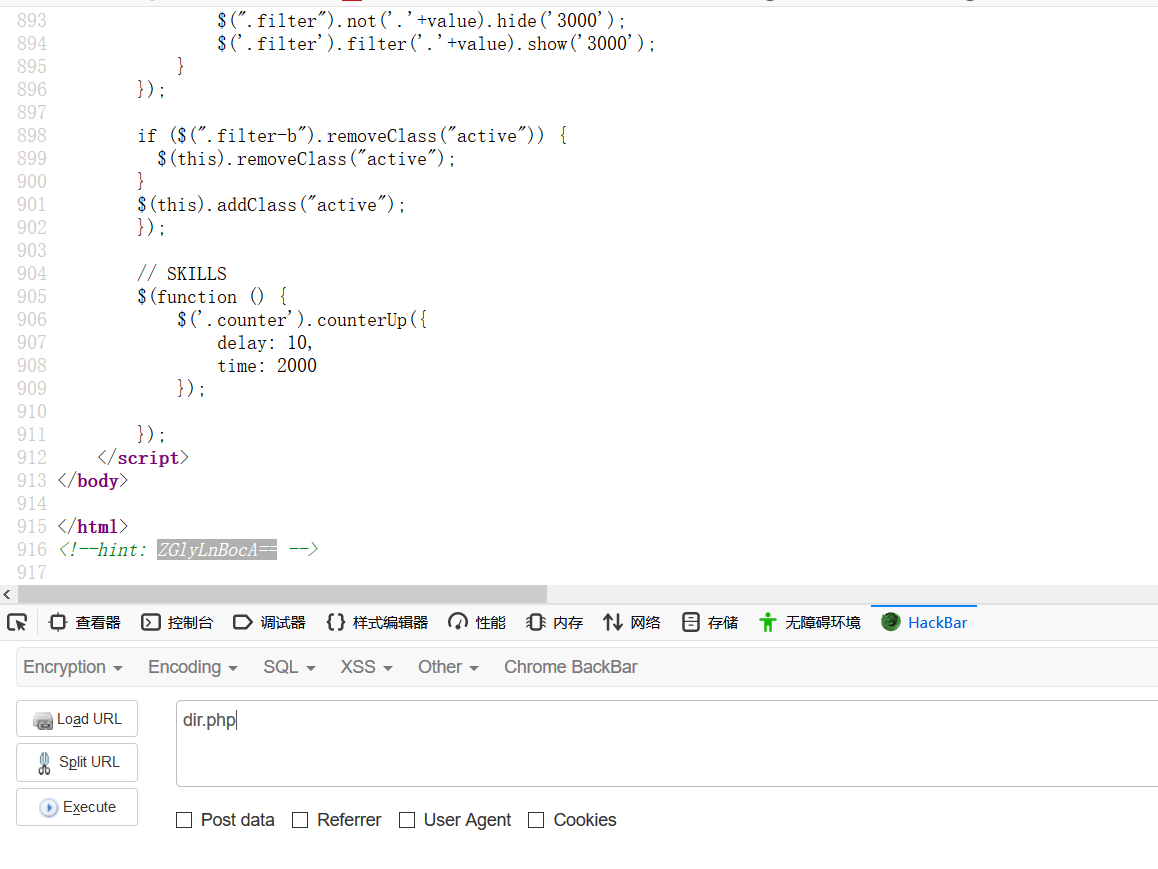 893                 $(".filter").not('.'+value).hide('3000');
894                 $('.filter').filter('.'+value).show('3000');
895             }
896         });
897
898         if ($(".filter-b").removeClass("active")) {
899           $(this).removeClass("active");
900         }
901         $(this).addClass("active");
902         });
903
904         // SKILLS
905         $(function () {
906             $('.counter').counterUp({
907                 delay: 10,
908                 time: 2000
909             });
910
911         });
912     </script>
913 </body>
914
915 </html>
916 <!--hint: ZGlyLnBocA== -->
917
查看器 控制台 调试器 样式编辑器 性能 内存 网络 存储 无障碍环境 HackBar
Encryption Encoding SQL XSS Other Chrome BackBar
Load URL
dir.php
Split URL
Execute
Post data Referrer User Agent Cookies